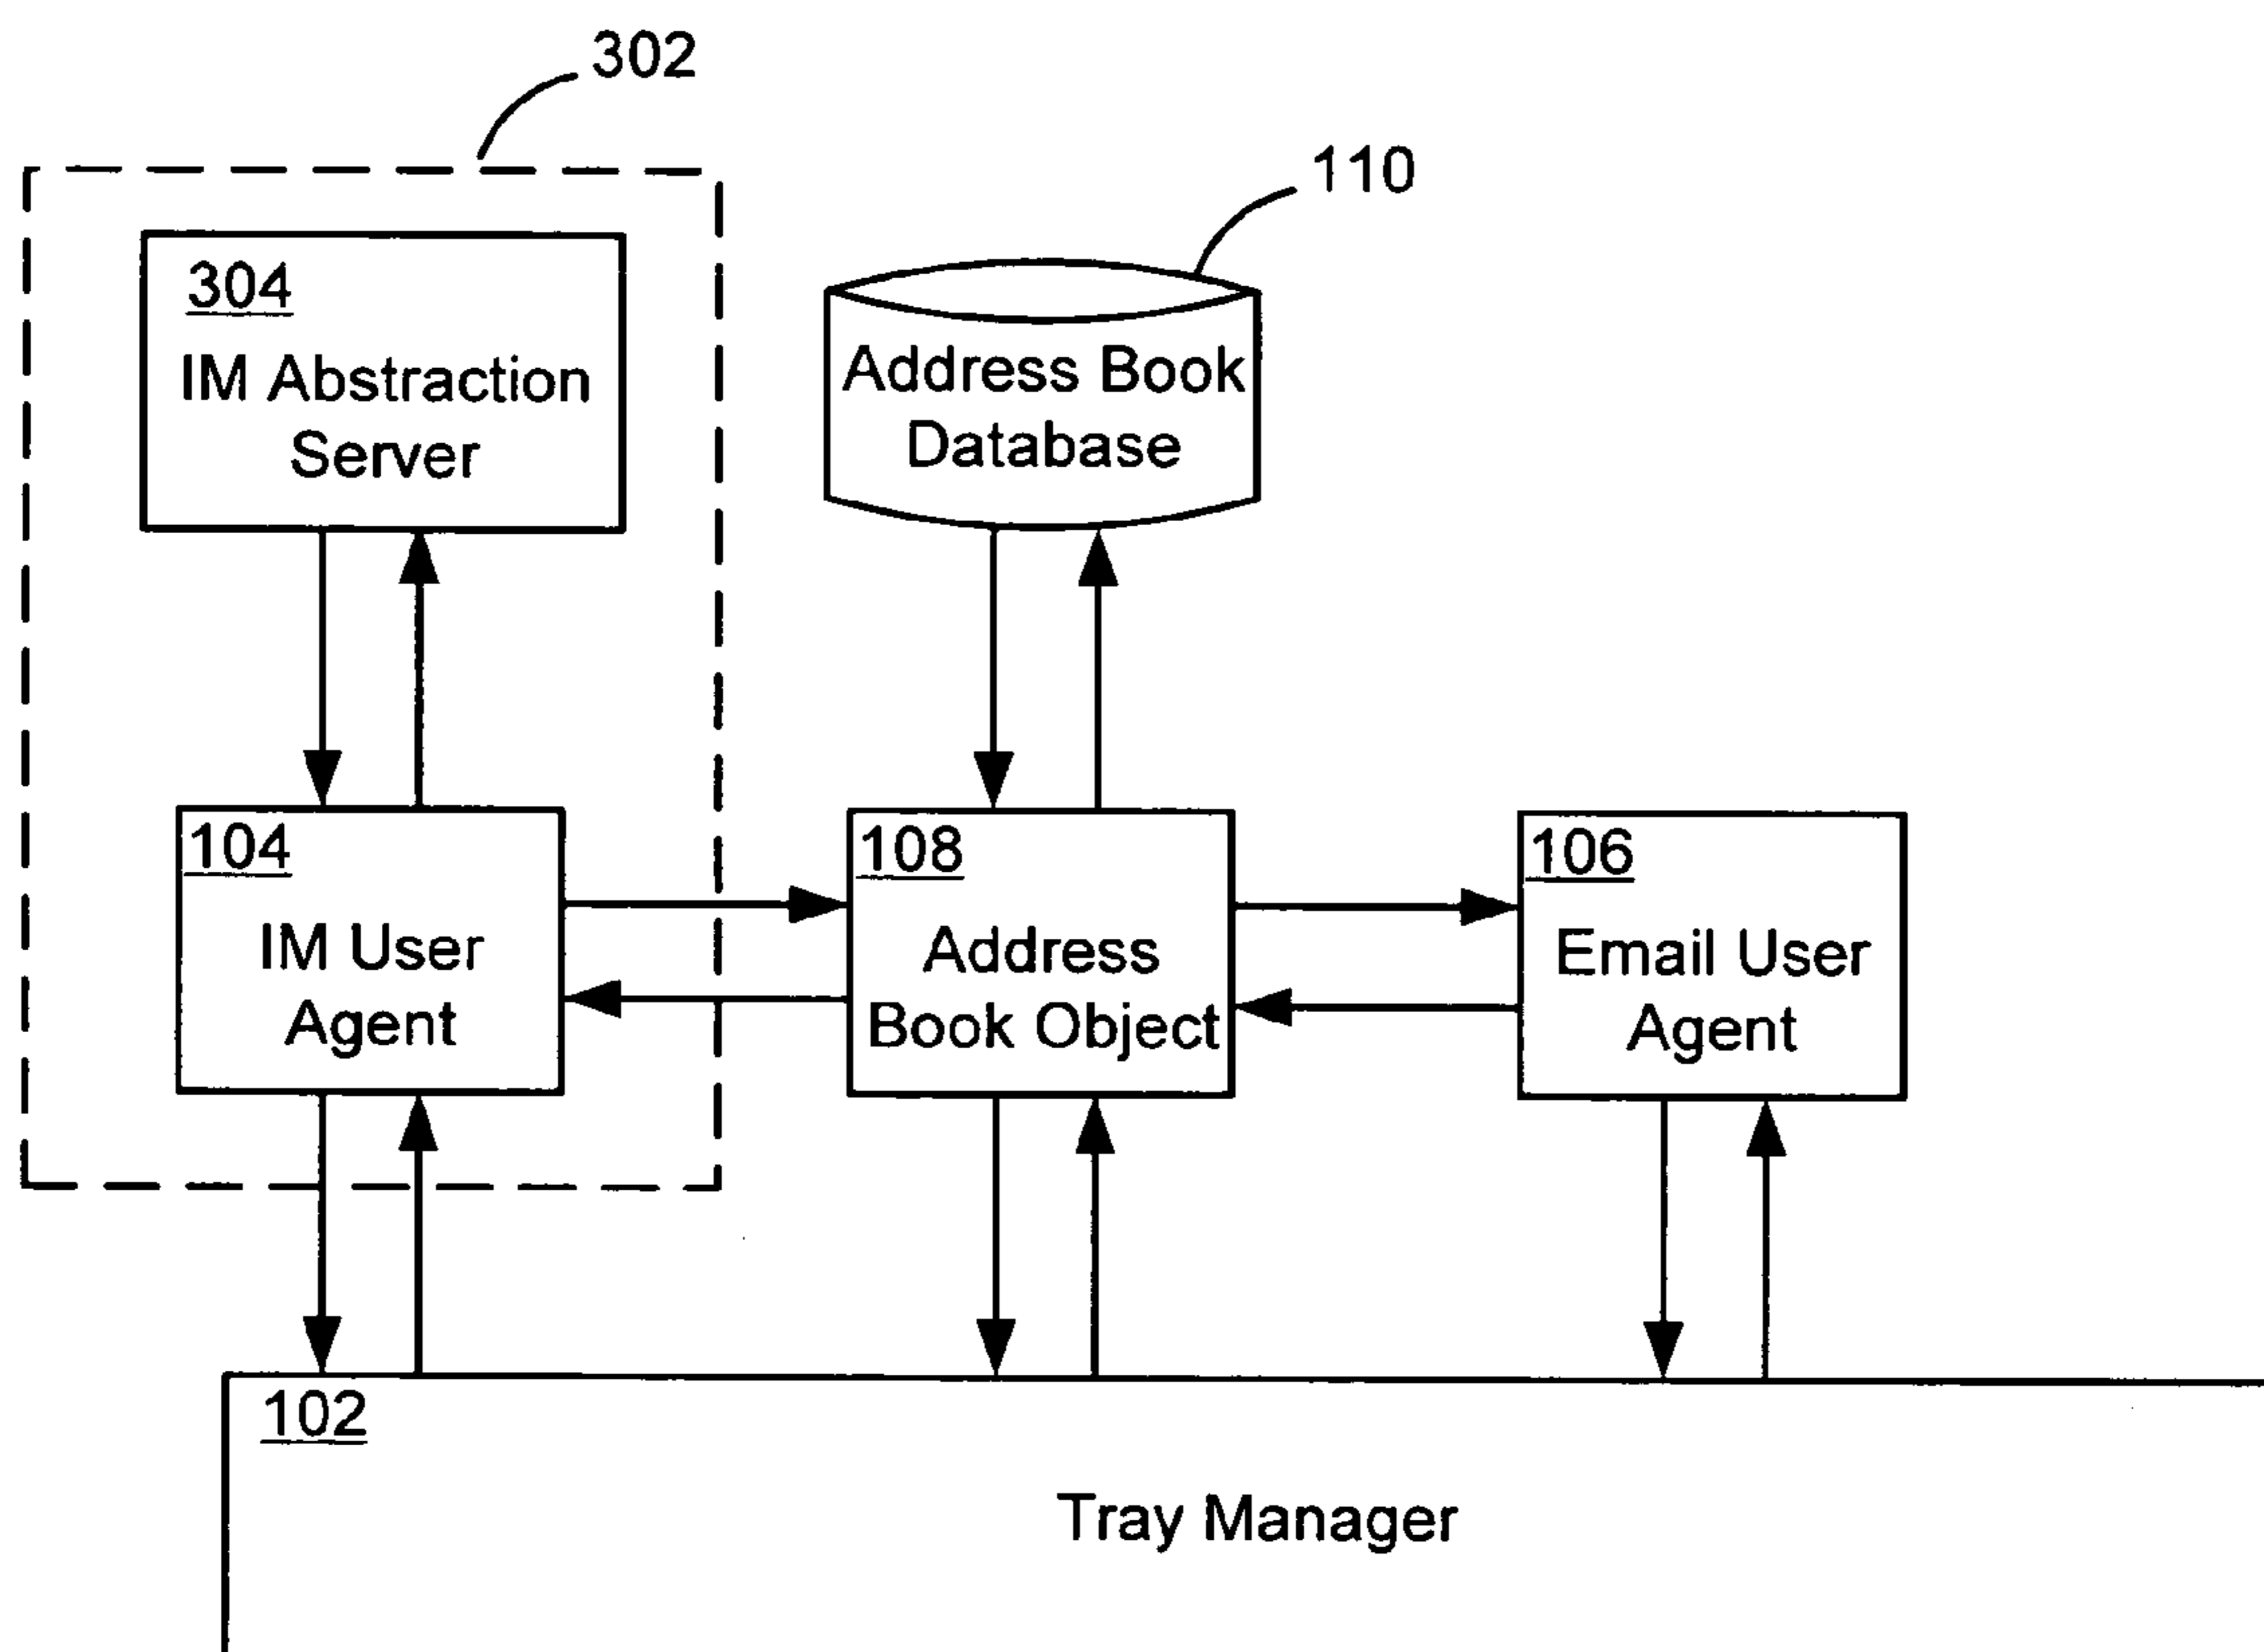 302
110
304
IM Abstraction
Server
Address Book
Database
104
IM User
Agent
108
Address
Book Object
106
Email User
Agent
102
Tray Manager